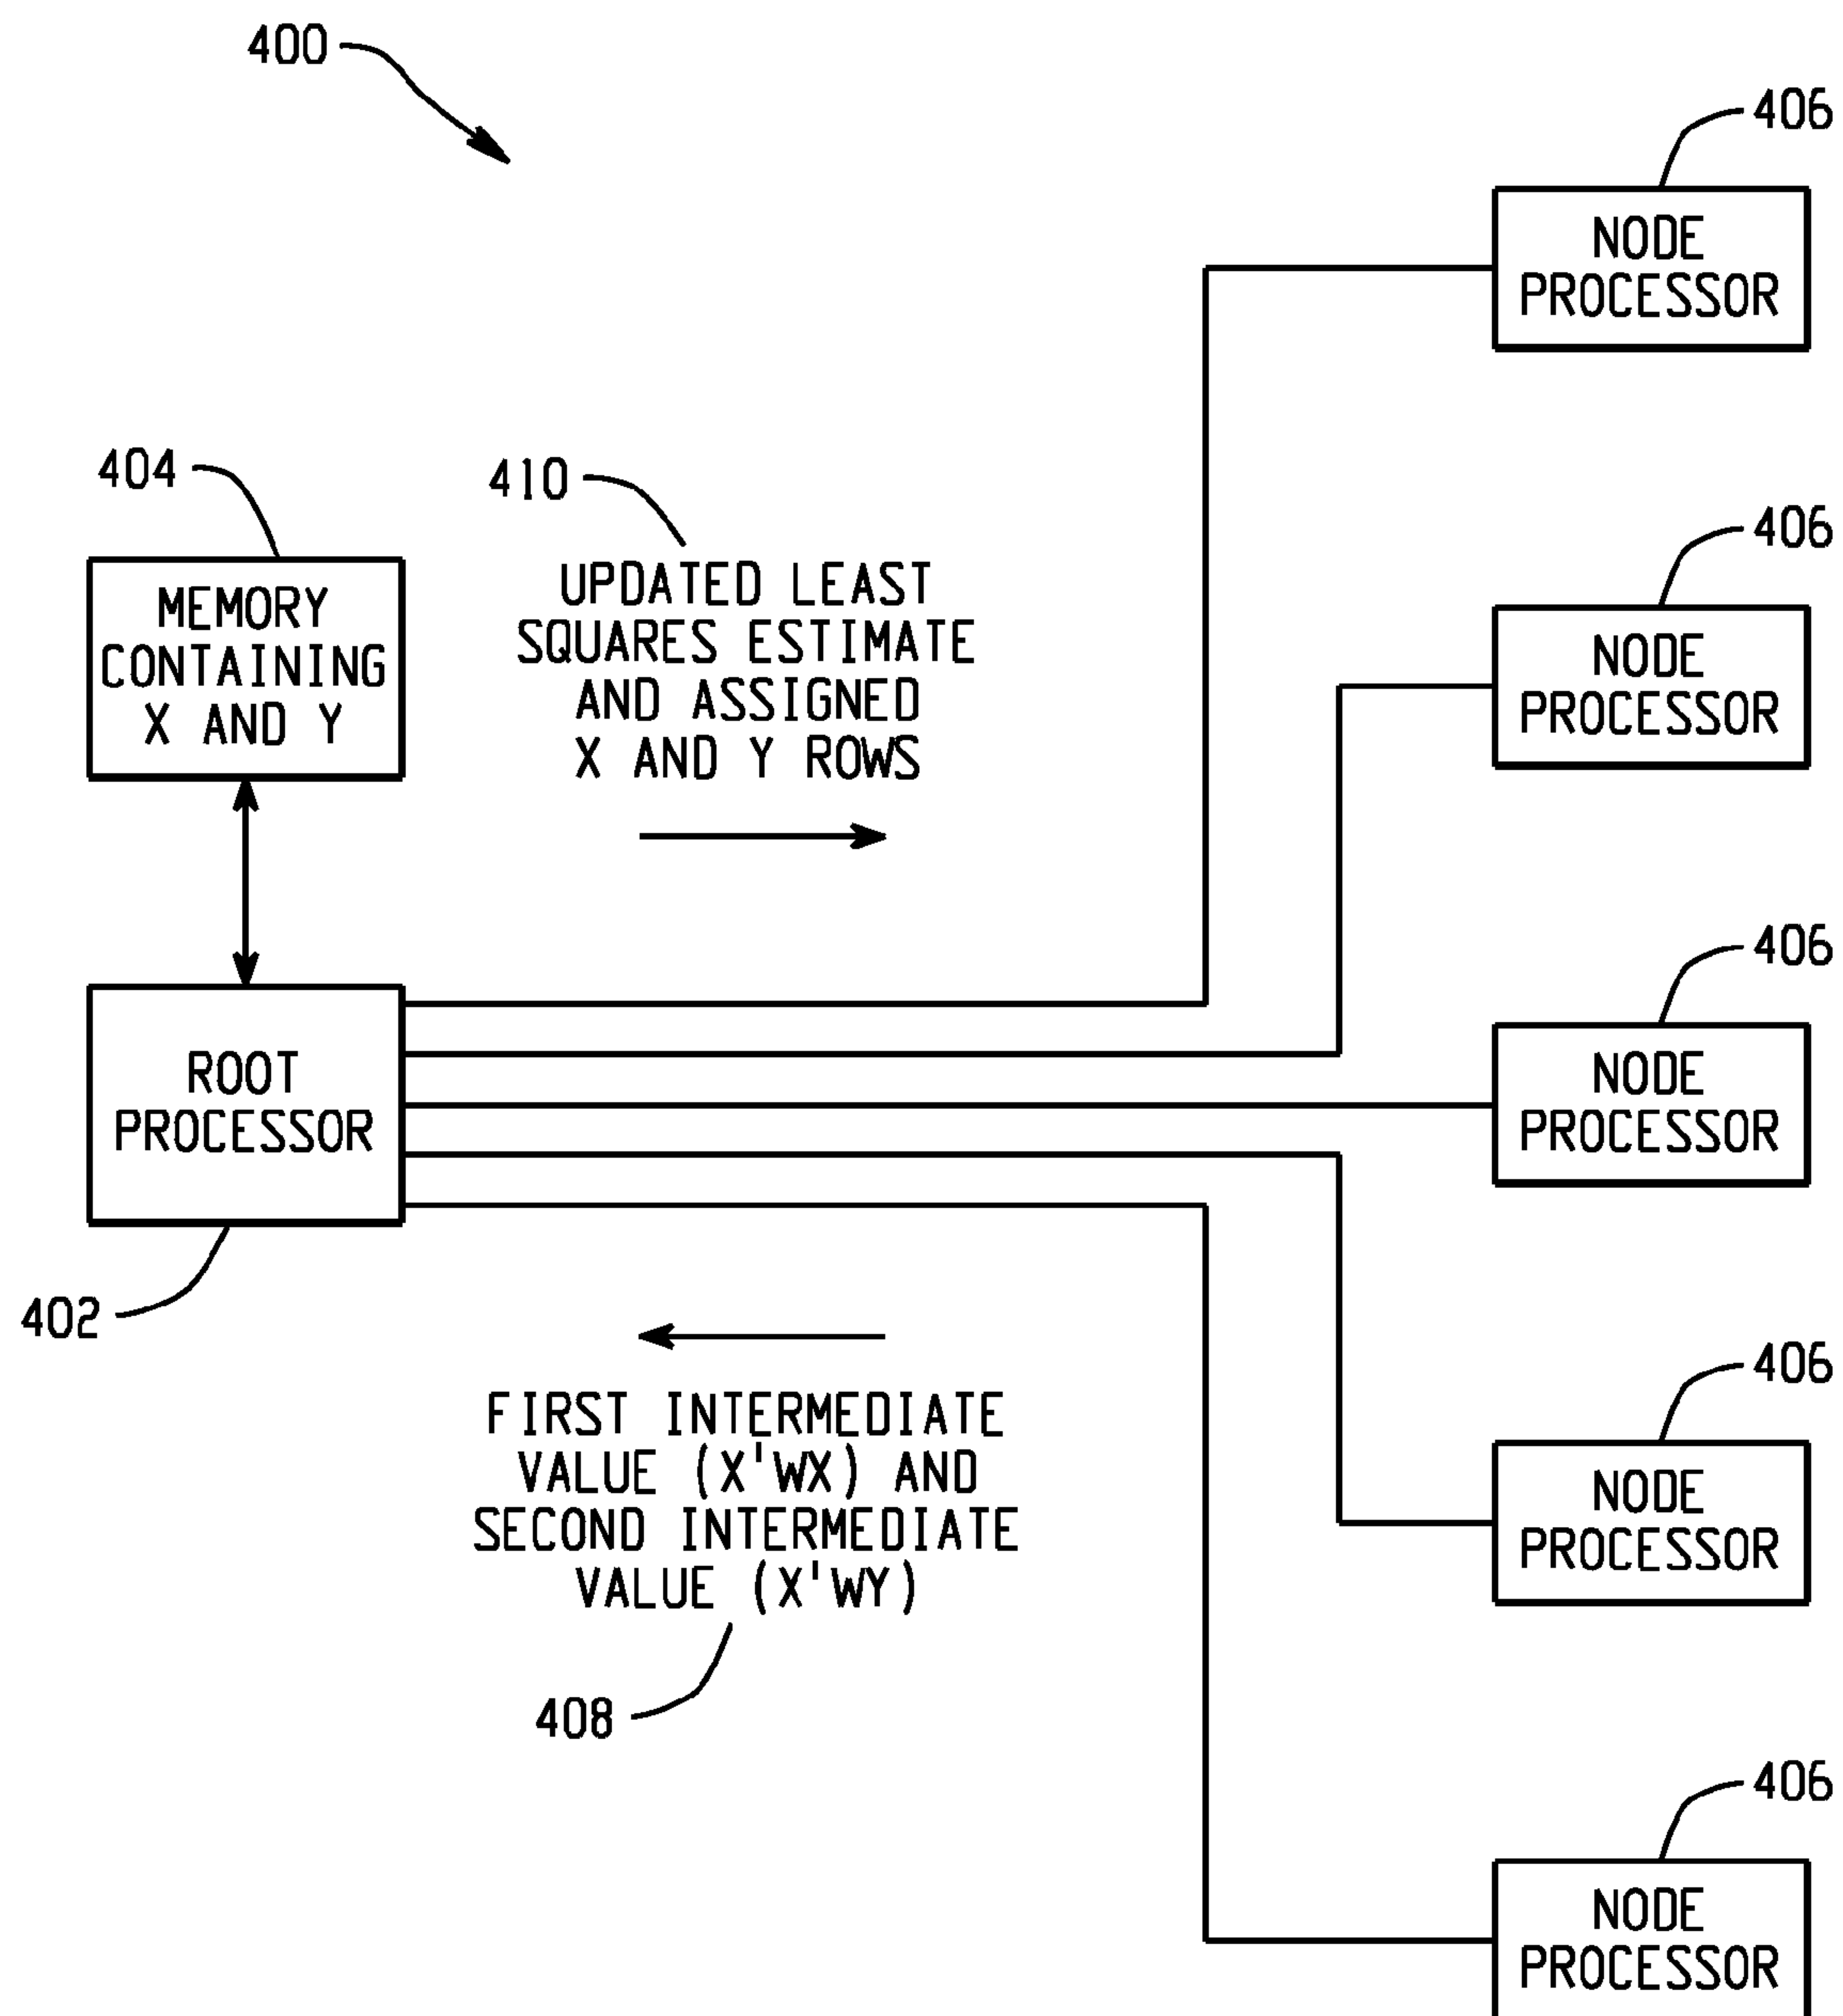 400
406
NODE
PROCESSOR
404
410
406
MEMORY
CONTAINING
X AND Y
UPDATED LEAST
SQUARES ESTIMATE
AND ASSIGNED
X AND Y ROWS
NODE
PROCESSOR
406
ROOT
PROCESSOR
NODE
PROCESSOR
402
406
FIRST INTERMEDIATE
VALUE (X'WX) AND
SECOND INTERMEDIATE
VALUE (X'WY)
NODE
PROCESSOR
408
406
NODE
PROCESSOR